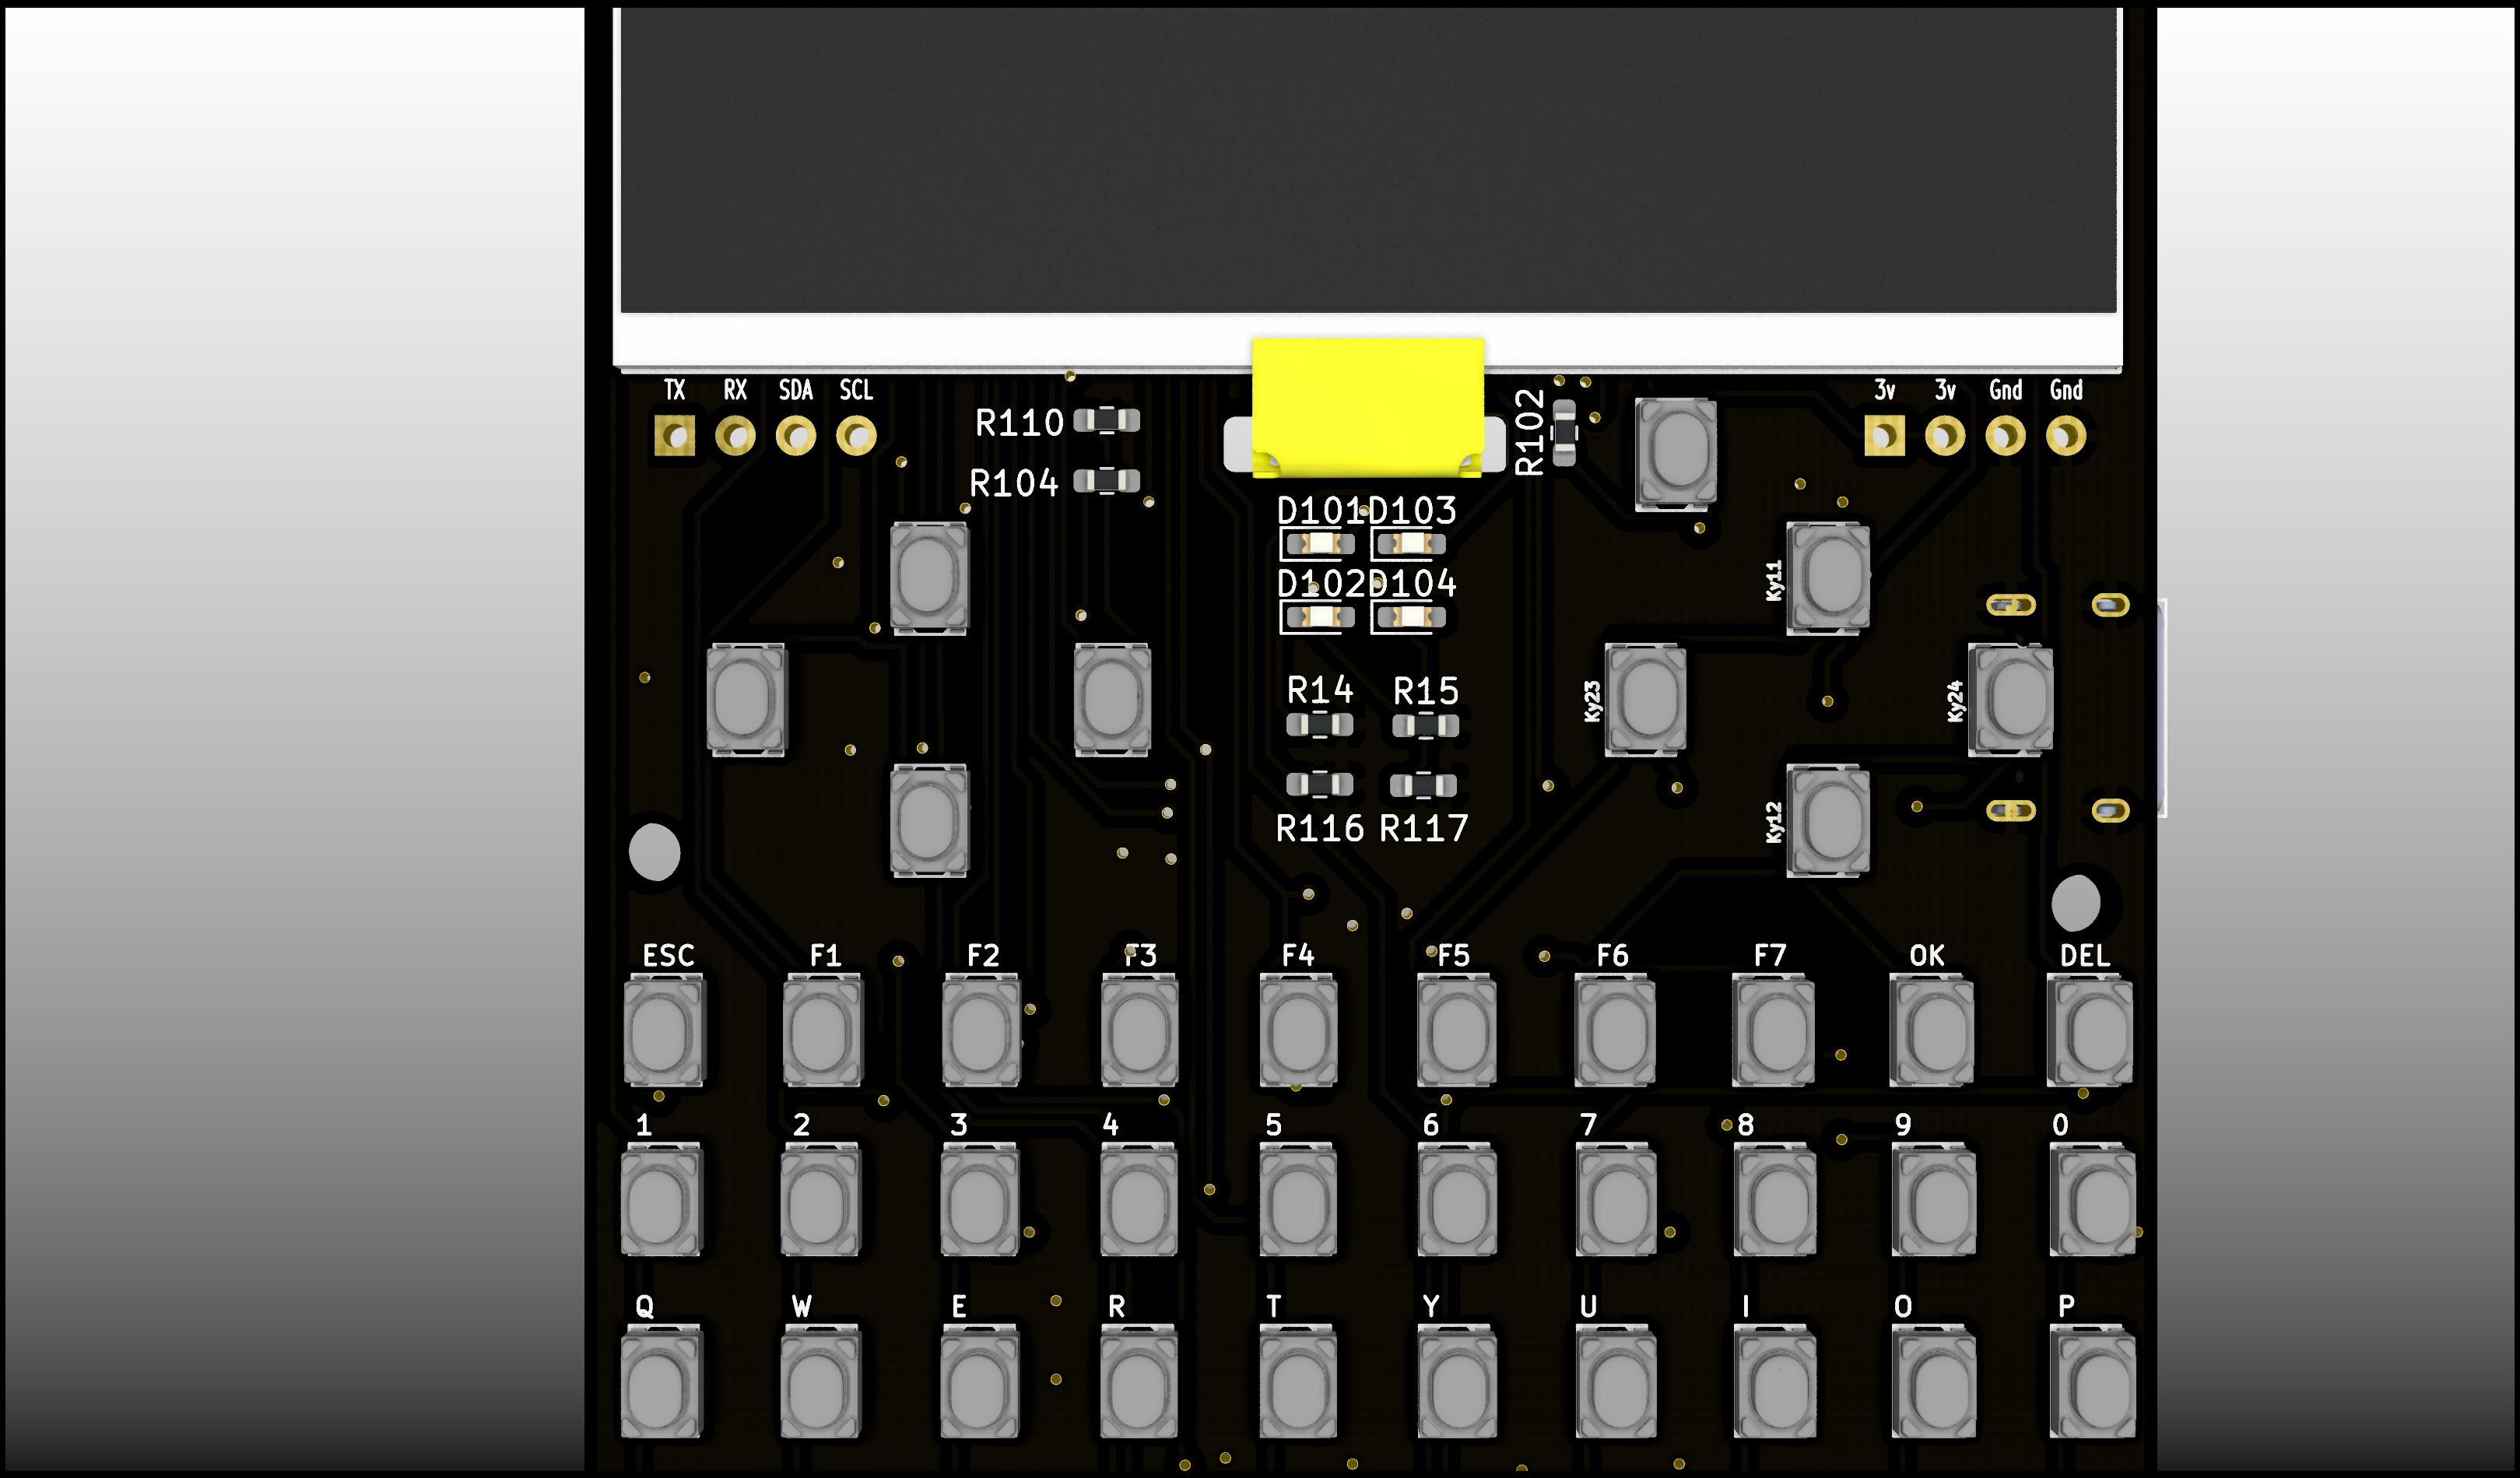 TX RX SDA SCL
3v 3v Gnd Gnd
R110
R102
R104
D101 D103
Ky11
D102 D104
R14 R15
Ky23
Ky24
R116 R117
Ky12
ESC F1 F2 F3 F4 F5 F6 F7 OK DEL
1 2 3 4 5 6 7 8 9 0
Q W E R T Y U I O P